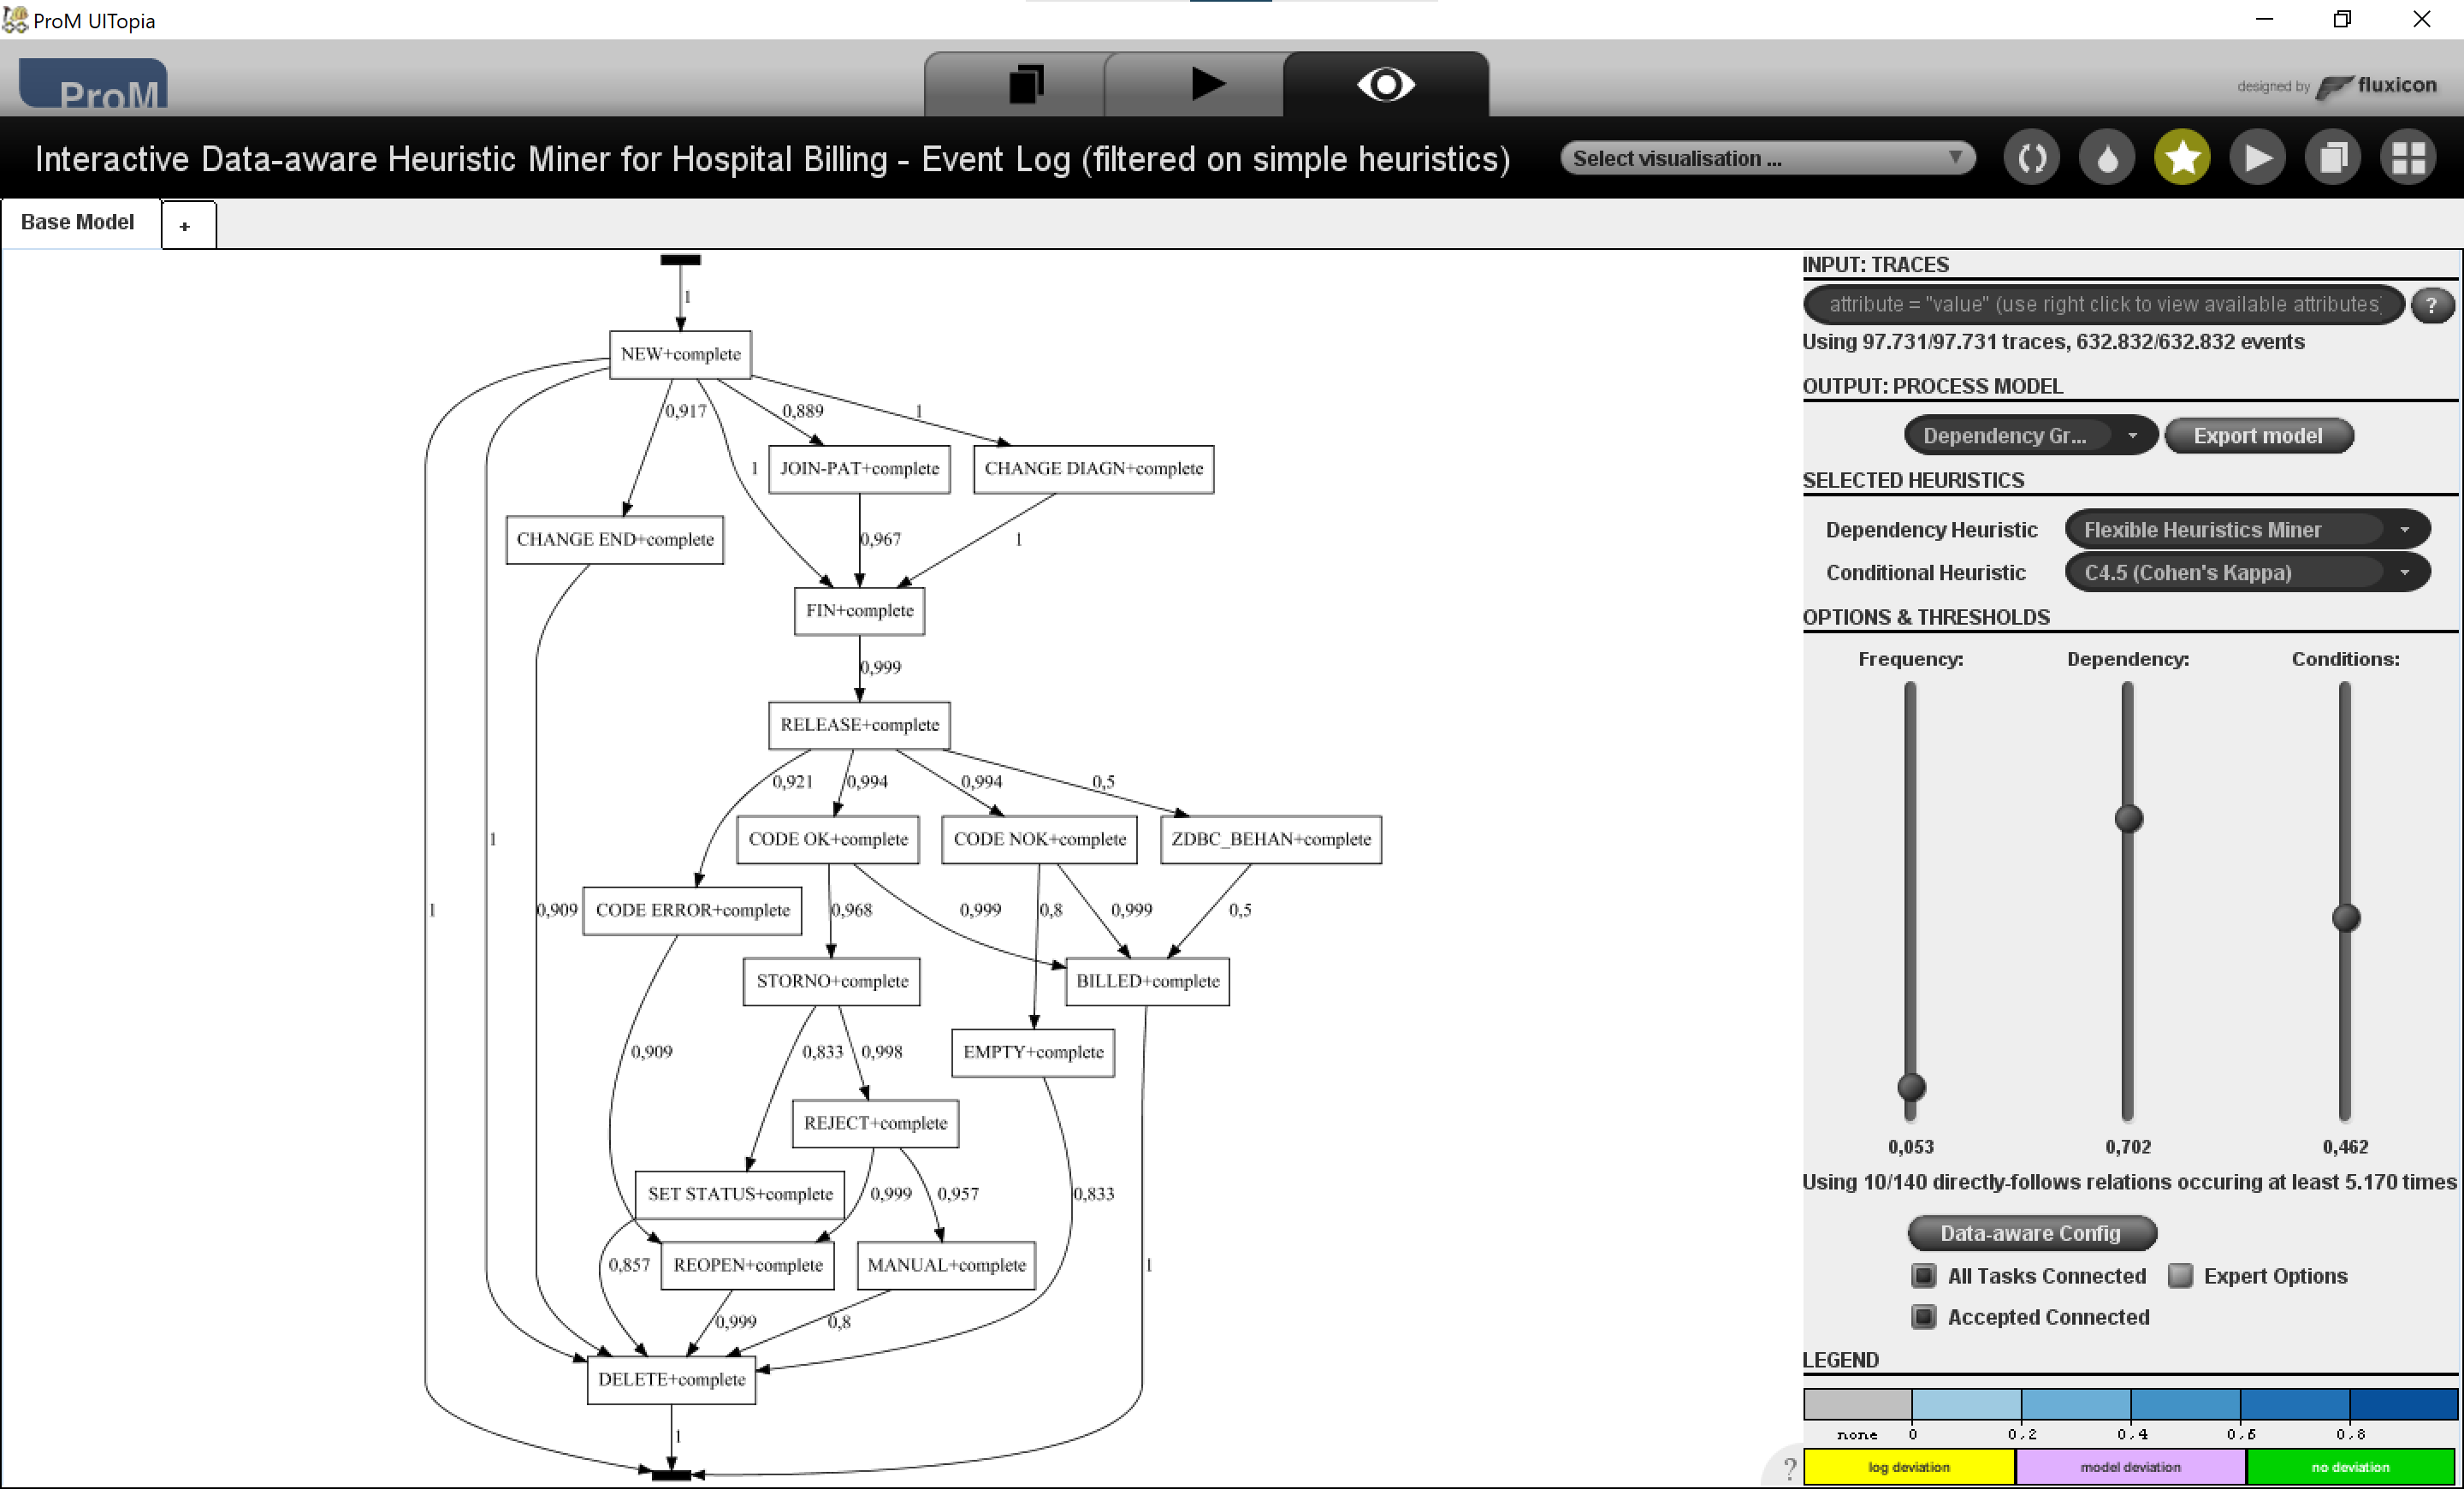 ProM UITopia
ProM
designed by fluxicon
Interactive Data-aware Heuristic Miner for Hospital Billing - Event Log (filtered on simple heuristics)
Select visualisation ...
Base Model
+
INPUT: TRACES
attribute = "value" (use right click to view available attributes)
?
Using 97.731/97.731 traces, 632.832/632.832 events
OUTPUT: PROCESS MODEL
Dependency Gr...
Export model
SELECTED HEURISTICS
Dependency Heuristic
Flexible Heuristics Miner
Conditional Heuristic
C4.5 (Cohen's Kappa)
OPTIONS & THRESHOLDS
Frequency:
Dependency:
Conditions:
0,053
0,702
0,462
Using 10/140 directly-follows relations occuring at least 5.170 times
Data-aware Config
All Tasks Connected
Expert Options
Accepted Connected
LEGEND
none
0
0,2
0,4
0,6
0,8
log deviation
model deviation
no deviation
?
1
NEW+complete
0,917
0,889
1
1
JOIN-PAT+complete
CHANGE DIAGN+complete
CHANGE END+complete
0,967
1
FIN+complete
0,999
RELEASE+complete
0,921
0,994
0,994
0,5
1
CODE OK+complete
CODE NOK+complete
ZDBC_BEHAN+complete
1
0,909
CODE ERROR+complete
0,968
0,999
0,8
0,999
0,5
STORNO+complete
BILLED+complete
0,909
0,833
0,998
EMPTY+complete
REJECT+complete
SET STATUS+complete
0,999
0,957
0,833
0,857
REOPEN+complete
MANUAL+complete
1
0,999
0,8
DELETE+complete
1